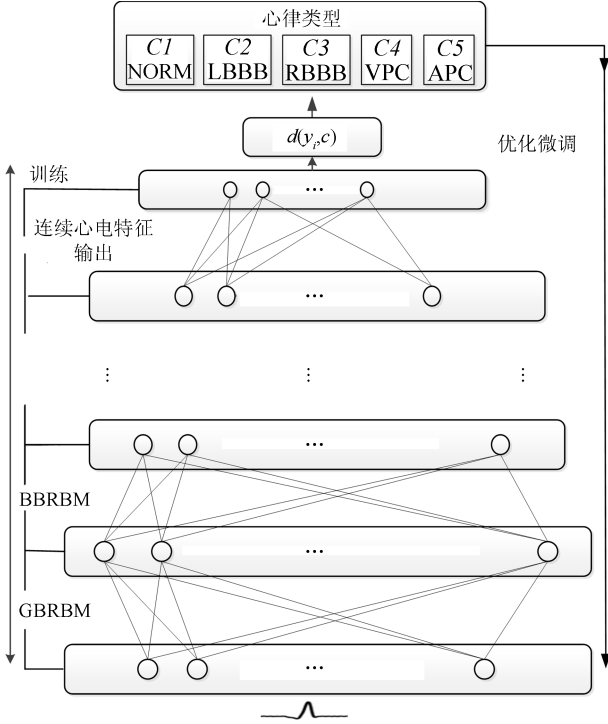 心律类型
C1 C2 C3 C4 C5
NORM LBBB RBBB VPC APC
d(y_i,c)
优化微调
训练
...
连续心电特征
输出
...
⋮ ⋮ ⋮
...
BBRBM
...
GBRBM
...